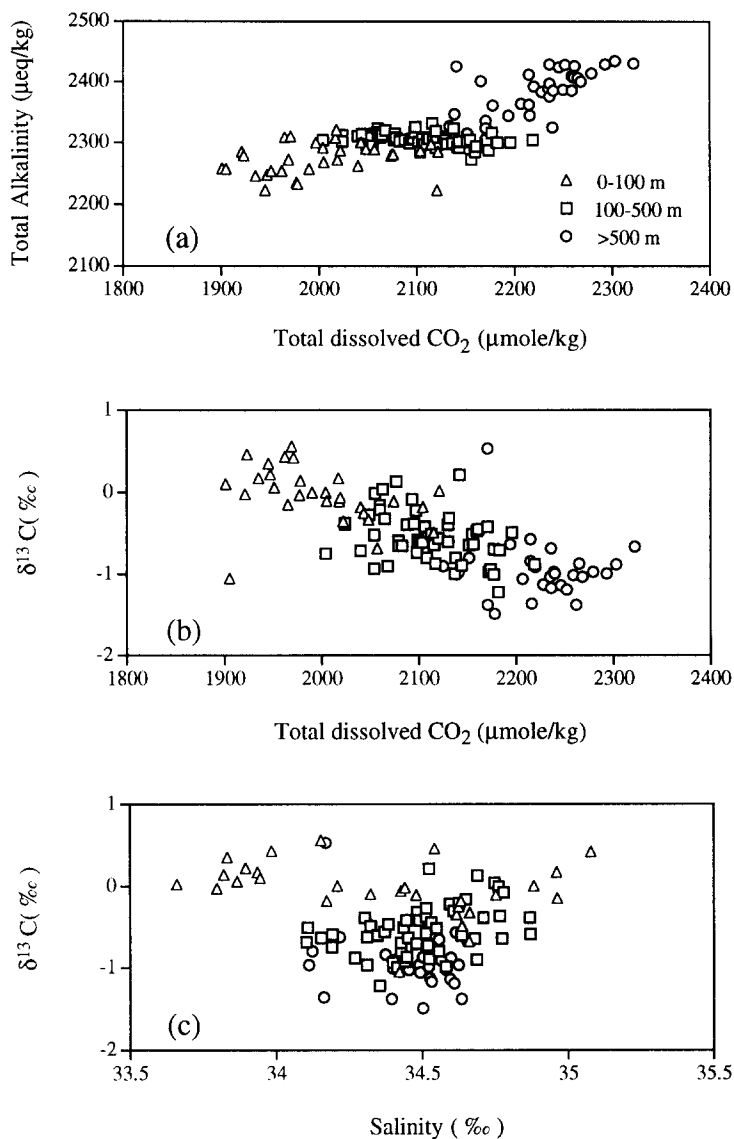 2500
2400
2300
2200
2100
Total Alkalinity (μeq/kg)
(a)
0-100 m
100-500 m
>500 m
1800 1900 2000 2100 2200 2300 2400
Total dissolved CO2 (μmole/kg)
1
0
-1
-2
δ13 C( ‰)
(b)
1800 1900 2000 2100 2200 2300 2400
Total dissolved CO2 (μmole/kg)
1
0
-1
-2
δ13 C( ‰)
(c)
33.5 34 34.5 35 35.5
Salinity ( ‰)